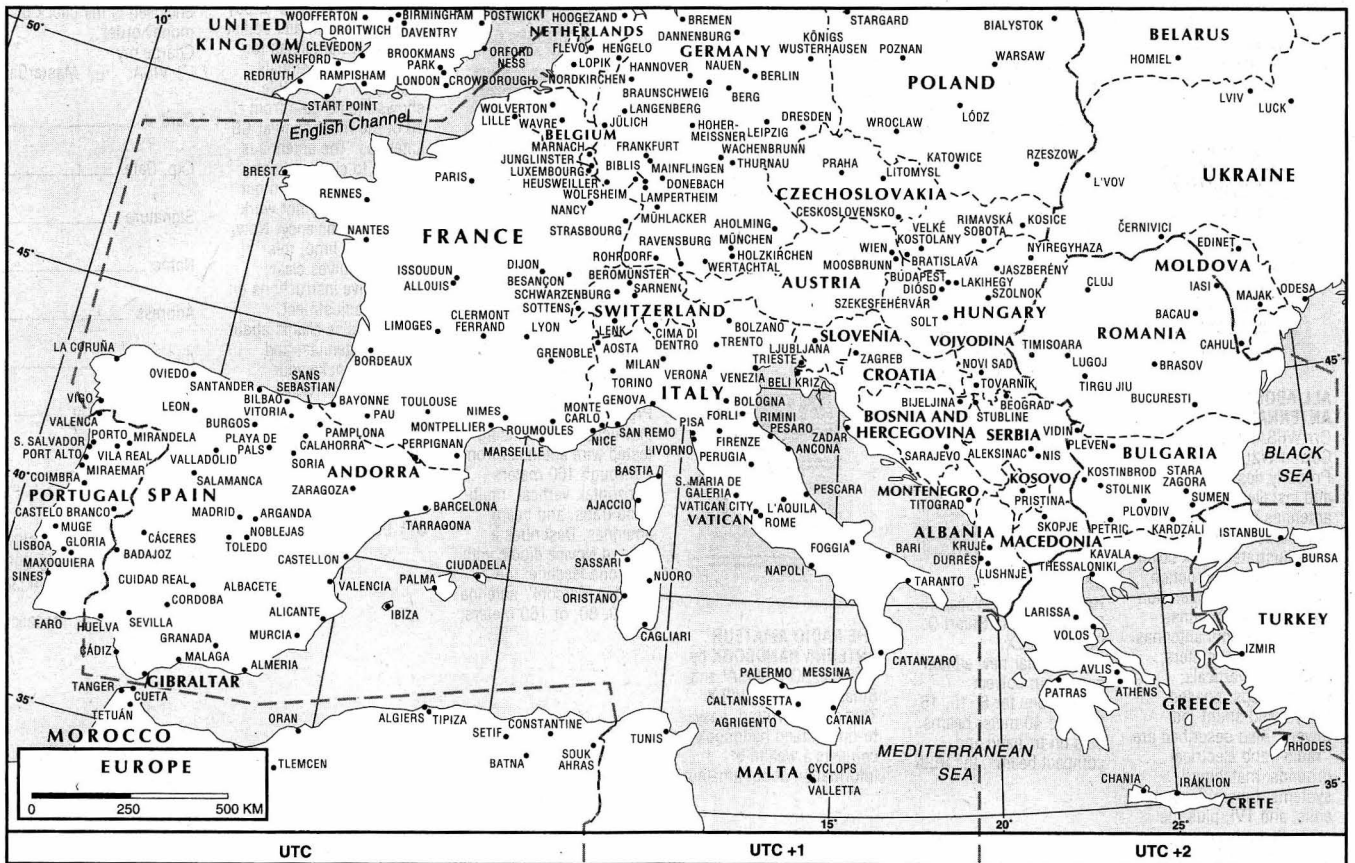 50°
10°
UNITED
KINGDOM
WOOFFERTON
DROITWICH
BIRMINGHAM
DAVENTRY
POSTWICK
CLEVEDON
WASHFORD
REDRUTH
BROOKMANS
PARK
ORFORD
NESS
RAMPISHAM
LONDON
CROWBOROUGH
START POINT
English Channel
HOOGEZAND
NETHERLANDS
FLEVO
HENGELO
LOPIK
NORDKIRCHEN
BREMEN
DANNENBURG
GERMANY
HANNOVER
NAUEN
BERLIN
KÖNIGS
WUSTERHAUSEN
STARGARD
POZNAN
BIALYSTOK
WARSAW
POLAND
BELARUS
HOMIEL
LVIV
LUCK
BRAUNSCHWEIG
BERG
LANGENBERG
WOLVERTON
LILLE
WAVRE
BELGIUM
JÜLICH
HOHER-
MEISSNER
LEIPZIG
DRESDEN
WROCLAW
LÓDZ
MARNACH
JUNGLINSTER
LUXEMBOURG
HEUSWEILLER
FRANKFURT
BIBLIS
MAINFLINGEN
WACHENBRUNN
THURNAU
DONEBACH
WOLFSHEIM
LAMPERTHEIM
NANCY
MÜHLACKER
STRASBOURG
PRAHA
KATOWICE
LITOMYSL
RZESZOW
L'VOV
UKRAINE
CZECHOSLOVAKIA
CESKOSLOVENSKO
BREST
RENNES
PARIS
NANTES
FRANCE
45°
AHOLMING
RAVENSBURG
MÜNCHEN
ROHRDORF
HOLZKIRCHEN
WERTACHTAL
WIEN
MOOSBRUNN
VELKÉ
KOSTOLANY
BRATISLAVA
RIMAVSKÁ
SOBOTA
KOSICE
NYIREGYHAZA
ČERNIVICI
EDINET
MOLDOVA
IASI
MAJAK
ODESA
ISSOUDUN
ALLOUIS
DIJON
BESANÇON
SCHWARZENBURG
SOTTENS
BEROMÜNSTER
SARNEN
AUSTRIA
BUDAPEST
DIÓSD
LAKIHEGY
JASZBERÉNY
SZEKESFEHÉRVÁR
SZOLNOK
HUNGARY
SOLT
CLUJ
BACAU
ROMANIA
CAHUL
SWITZERLAND
LENK
CIMA DI
DENTRO
BOLZANO
TRENTO
SLOVENIA
LJUBLJANA
ZAGREB
CROATIA
VOJVODINA
NOVI SAD
TIMISOARA
LUGOJ
TIRGU JIU
BRASOV
BUCURESTI
45°
LIMOGES
CLERMONT
FERRAND
LYON
GRENOBLE
AOSTA
MILAN
TORINO
VERONA
TRIESTE
VENEZIA
BELI KRIZ
LA CORUÑA
OVIEDO
SANTANDER
SANS
SEBASTIAN
BORDEAUX
BILBAO
VITORIA
BAYONNE
PAU
TOULOUSE
MONTPELLIER
NIMES
ROUMOULES
MONTE
CARLO
NICE
GENOVA
ITALY
BOLOGNA
FORLI
RIMINI
PESARO
PISA
SAN REMO
LIVORNO
FIRENZE
ZADAR
ANCONA
PERUGIA
BIJELJINA
TOVARNIK
BEOGRAD
STUBLINE
BOSNIA AND
HERCEGOVINA
SERBIA
SARAJEVO
ALEKSINAC
NIS
VIDIN
PLEVEN
BULGARIA
BLACK
SEA
VIGO
VALENCA
LEON
BURGOS
PAMPLONA
CALAHORRA
PERPIGNAN
MARSEILLE
S. SALVADOR
PORTO
PORT ALTO
MIRANDELA
VILA REAL
MIRAEMAR
PLAYA DE
PALS
VALLADOLID
SORIA
ANDORRA
BASTIA
40°
COIMBRA
PORTUGAL
SPAIN
SALAMANCA
ZARAGOZA
BARCELONA
TARRAGONA
AJACCIO
S. MARIA DE
GALERIA
VATICAN CITY
VATICAN
L'AQUILA
ROME
PESCARA
MONTENEGRO
TITOGRAD
KOSOVO
PRISTINA
KOSTINBROD
STOLNIK
STARA
ZAGORA
SUMEN
PLOVDIV
CASTELO BRANCO
MADRID
ARGANDA
NOBLEJAS
MUGE
GLORIA
LISBOA
MAXOQUIERA
SINES
CÁCERES
BADAJOZ
TOLEDO
CASTELLON
CIUDADELA
VALENCIA
PALMA
IBIZA
CUIDAD REAL
ALBACETE
CORDOBA
ALICANTE
SASSARI
NUORO
ORISTANO
CAGLIARI
FOGGIA
BARI
NAPOLI
TARANTO
ALBANIA
KRUJË
DURRËS
LUSHNJË
SKOPJE
MACEDONIA
PETRIC
KARDZALI
KAVALA
THESSALONIKI
ISTANBUL
BURSA
TURKEY
LARISSA
VOLOS
IZMIR
FARO
HUELVA
SEVILLA
GRANADA
MURCIA
CÁDIZ
MALAGA
ALMERIA
GIBRALTAR
TANGER
CUETA
TETUÁN
35°
MOROCCO
ORAN
ALGIERS
TIPIZA
CONSTANTINE
SETIF
BATNA
SOUK
AHRAS
TUNIS
TLEMCEN
CATANZARO
PALERMO
MESSINA
CALTANISSETTA
AGRIGENTO
CATANIA
AVLIS
PATRAS
ATHENS
GREECE
MEDITERRANEAN
SEA
MALTA
CYCLOPS
VALLETTA
RHODES
CHANIA
IRÁKLION
CRETE
35°
EUROPE
0
250
500 KM
15°
20°
25°
UTC
UTC +1
UTC +2